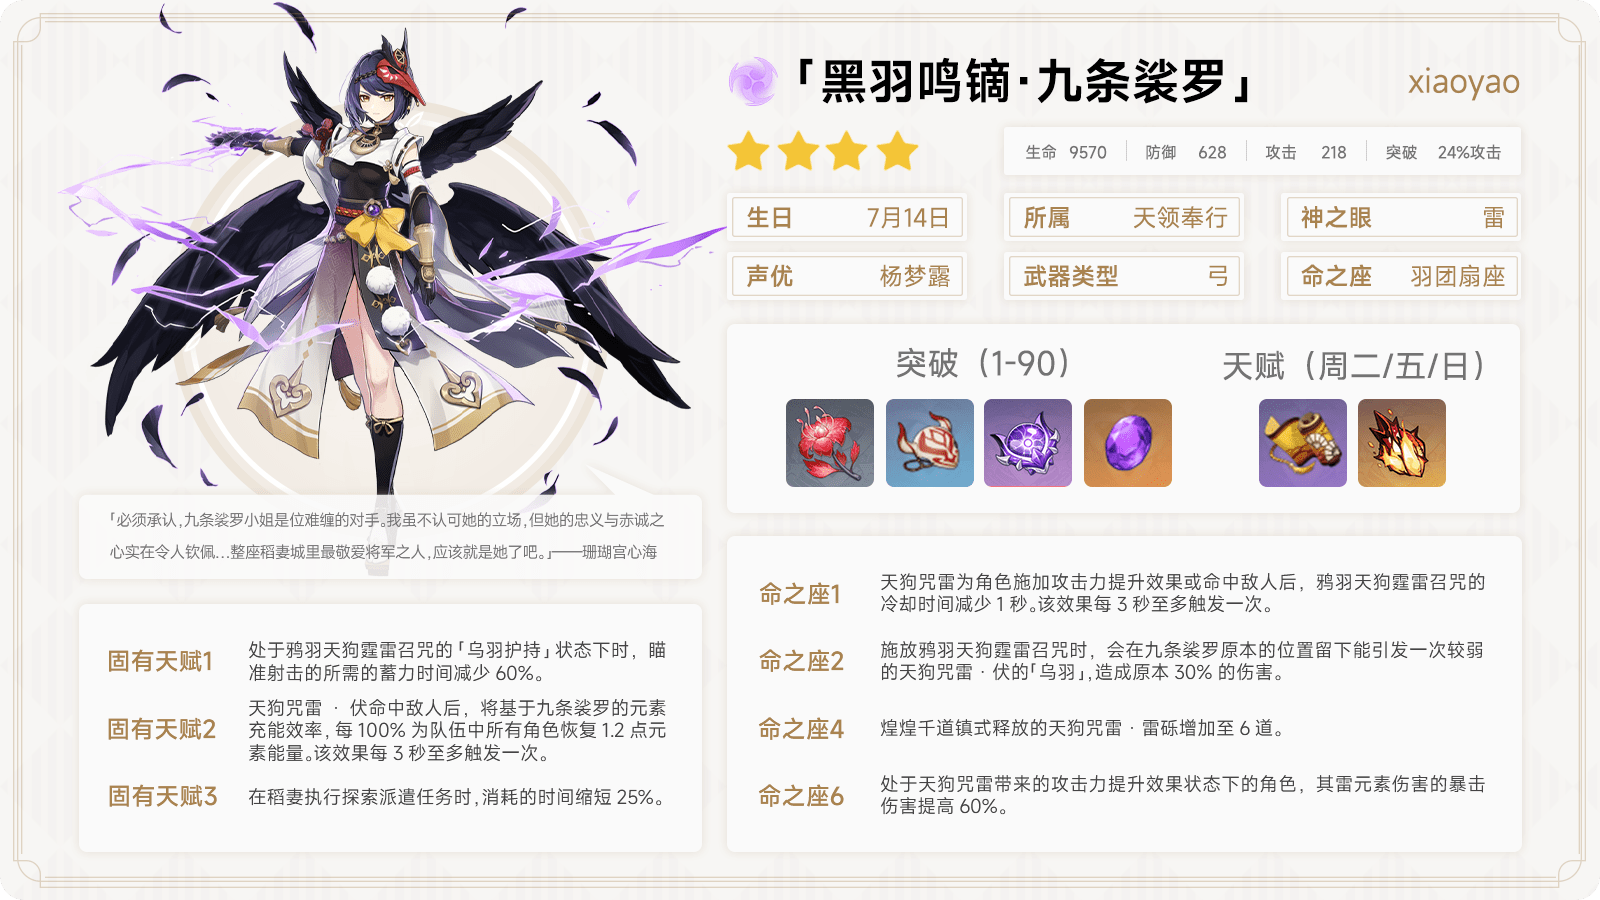 「黑羽鸣镝·九条裟罗」
xiaoyao
生命 9570 防御 628 攻击 218 突破 24%攻击
生日 7月14日
所属 天领奉行
神之眼 雷
声优 杨梦露
武器类型 弓
命之座 羽团扇座
突破（1-90）
天赋（周二/五/日）
「必须承认,九条裟罗小姐是位难缠的对手。我虽不认可她的立场,但她的忠义与赤诚之
心实在令人钦佩...整座稻妻城里最敬爱将军之人,应该就是她了吧。」——珊瑚宫心海
固有天赋1
处于鸦羽天狗霆雷召咒的「乌羽护持」状态下时，瞄
准射击的所需的蓄力时间减少 60%。
固有天赋2
天狗咒雷 · 伏命中敌人后，将基于九条裟罗的元素
充能效率, 每 100% 为队伍中所有角色恢复 1.2 点元
素能量。该效果每 3 秒至多触发一次。
固有天赋3
在稻妻执行探索派遣任务时,消耗的时间缩短 25%。
命之座1
天狗咒雷为角色施加攻击力提升效果或命中敌人后，鸦羽天狗霆雷召咒的
冷却时间减少 1 秒。该效果每 3 秒至多触发一次。
命之座2
施放鸦羽天狗霆雷召咒时，会在九条裟罗原本的位置留下能引发一次较弱
的天狗咒雷 · 伏的「乌羽」,造成原本 30% 的伤害。
命之座4
煌煌千道镇式释放的天狗咒雷 · 雷砾增加至 6 道。
命之座6
处于天狗咒雷带来的攻击力提升效果状态下的角色，其雷元素伤害的暴击
伤害提高 60%。